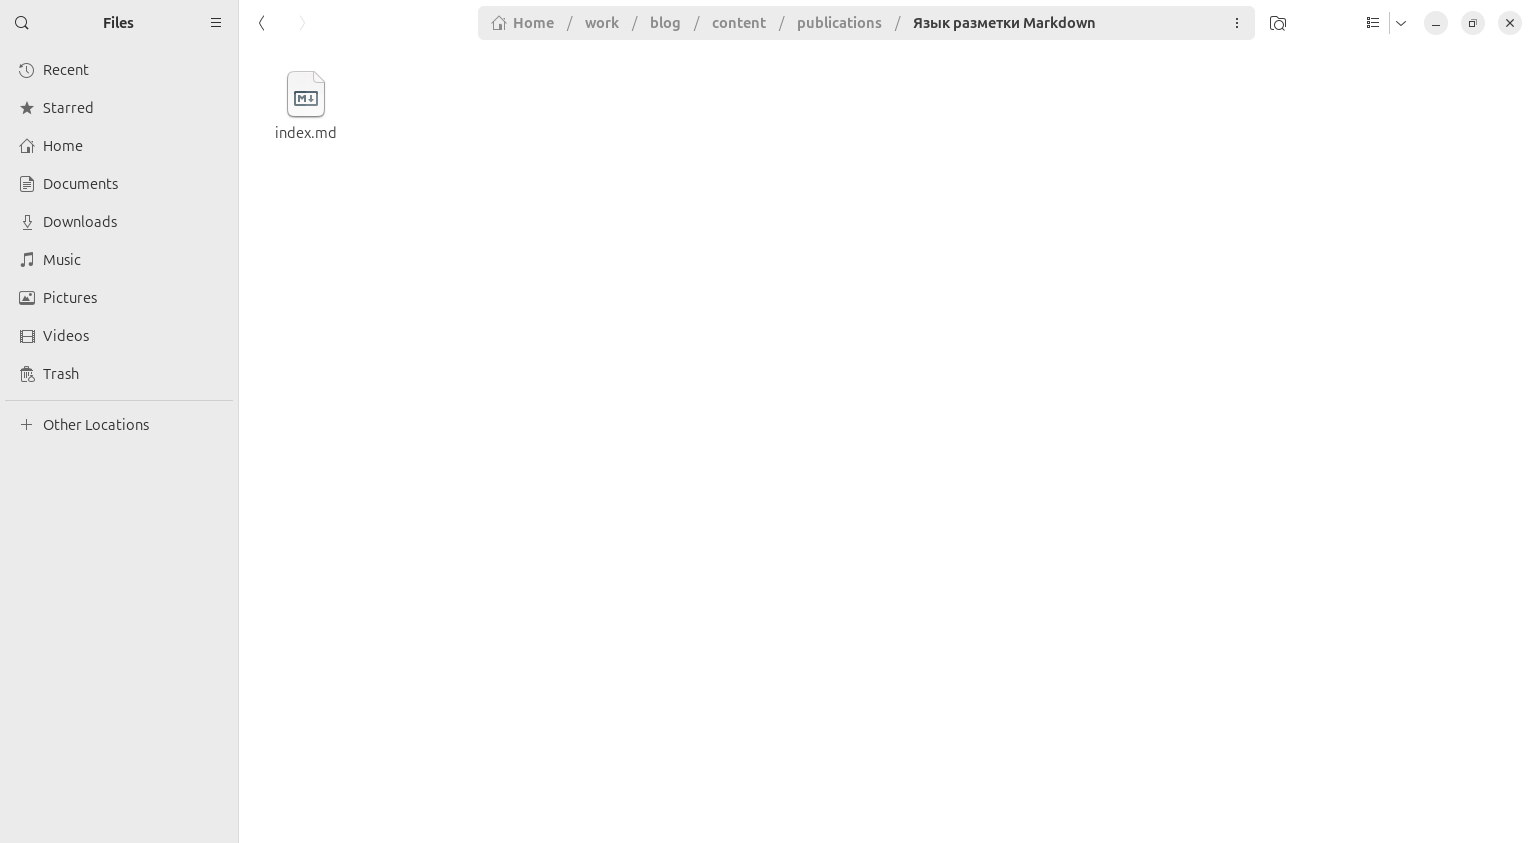 Files
Home / work / blog / content / publications / Язык разметки Markdown
Recent
Starred
Home
Documents
Downloads
Music
Pictures
Videos
Trash
Other Locations
index.md